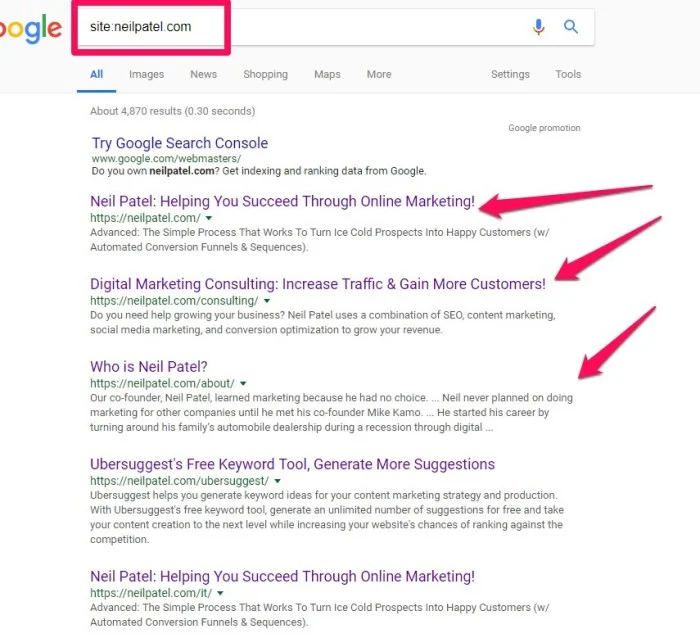 oogle
site:neilpatel.com
All Images News Shopping Maps More Settings Tools
About 4,870 results (0.30 seconds)
Google promotion
Try Google Search Console
www.google.com/webmasters/
Do you own neilpatel.com? Get indexing and ranking data from Google.
Neil Patel: Helping You Succeed Through Online Marketing!
https://neilpatel.com/
Advanced: The Simple Process That Works To Turn Ice Cold Prospects Into Happy Customers (w/
Automated Conversion Funnels & Sequences).
Digital Marketing Consulting: Increase Traffic & Gain More Customers!
https://neilpatel.com/consulting/
Do you need help growing your business? Neil Patel uses a combination of SEO, content marketing,
social media marketing, and conversion optimization to grow your revenue.
Who is Neil Patel?
https://neilpatel.com/about/
Our co-founder, Neil Patel, learned marketing because he had no choice. ... Neil never planned on doing
marketing for other companies until he met his co-founder Mike Kamo. ... He started his career by
turning around his family's automobile dealership during a recession through digital ...
Ubersuggest's Free Keyword Tool, Generate More Suggestions
https://neilpatel.com/ubersuggest/
Ubersuggest helps you generate keyword ideas for your content marketing strategy and production.
With Ubersuggest's free keyword tool, generate an unlimited number of suggestions for free and take
your content creation to the next level while increasing your website's chances of ranking against the
competition.
Neil Patel: Helping You Succeed Through Online Marketing!
https://neilpatel.com/it/
Advanced: The Simple Process That Works To Turn Ice Cold Prospects Into Happy Customers (w/
Automated Conversion Funnels & Sequences).